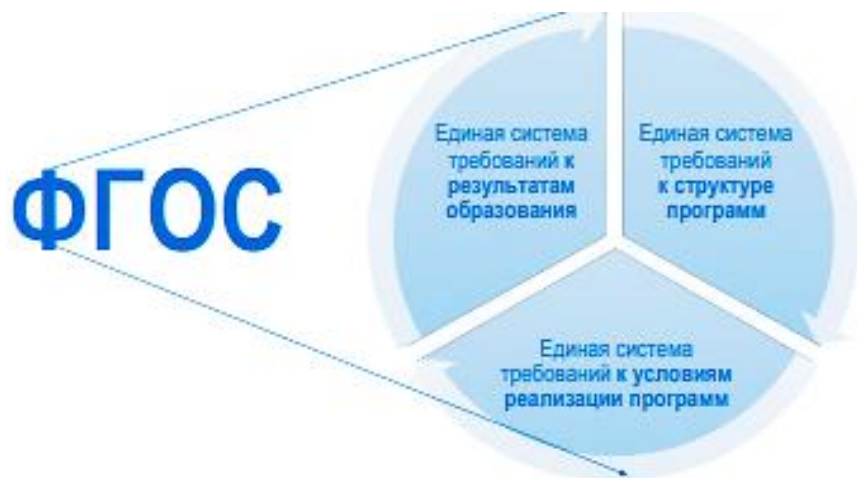 ФГОС
Единая система
требований к
результатам
образования
Единая система
требований
к структуре
программ
Единая система
требований к условиям
реализации программ